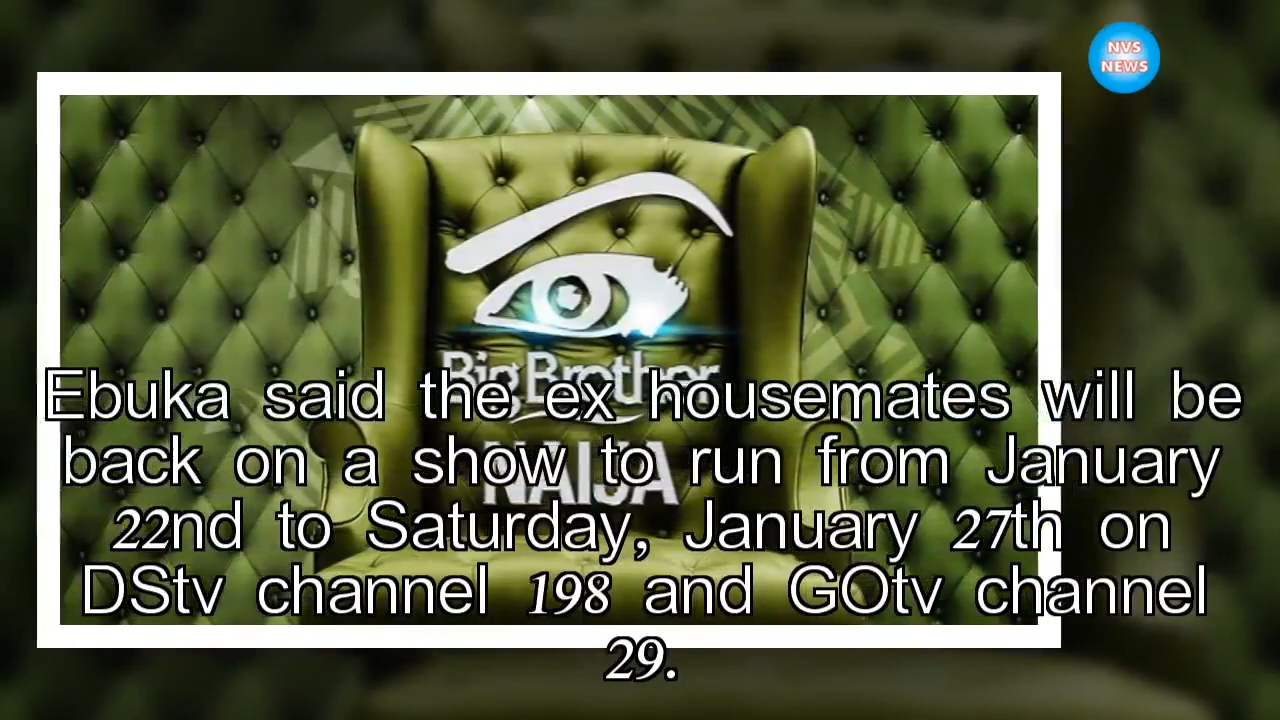 NVS
NEWS
Big Brother
NAIJA
Ebuka said the ex housemates will be
back on a show to run from January
22nd to Saturday, January 27th on
DStv channel 198 and GOtv channel
29.